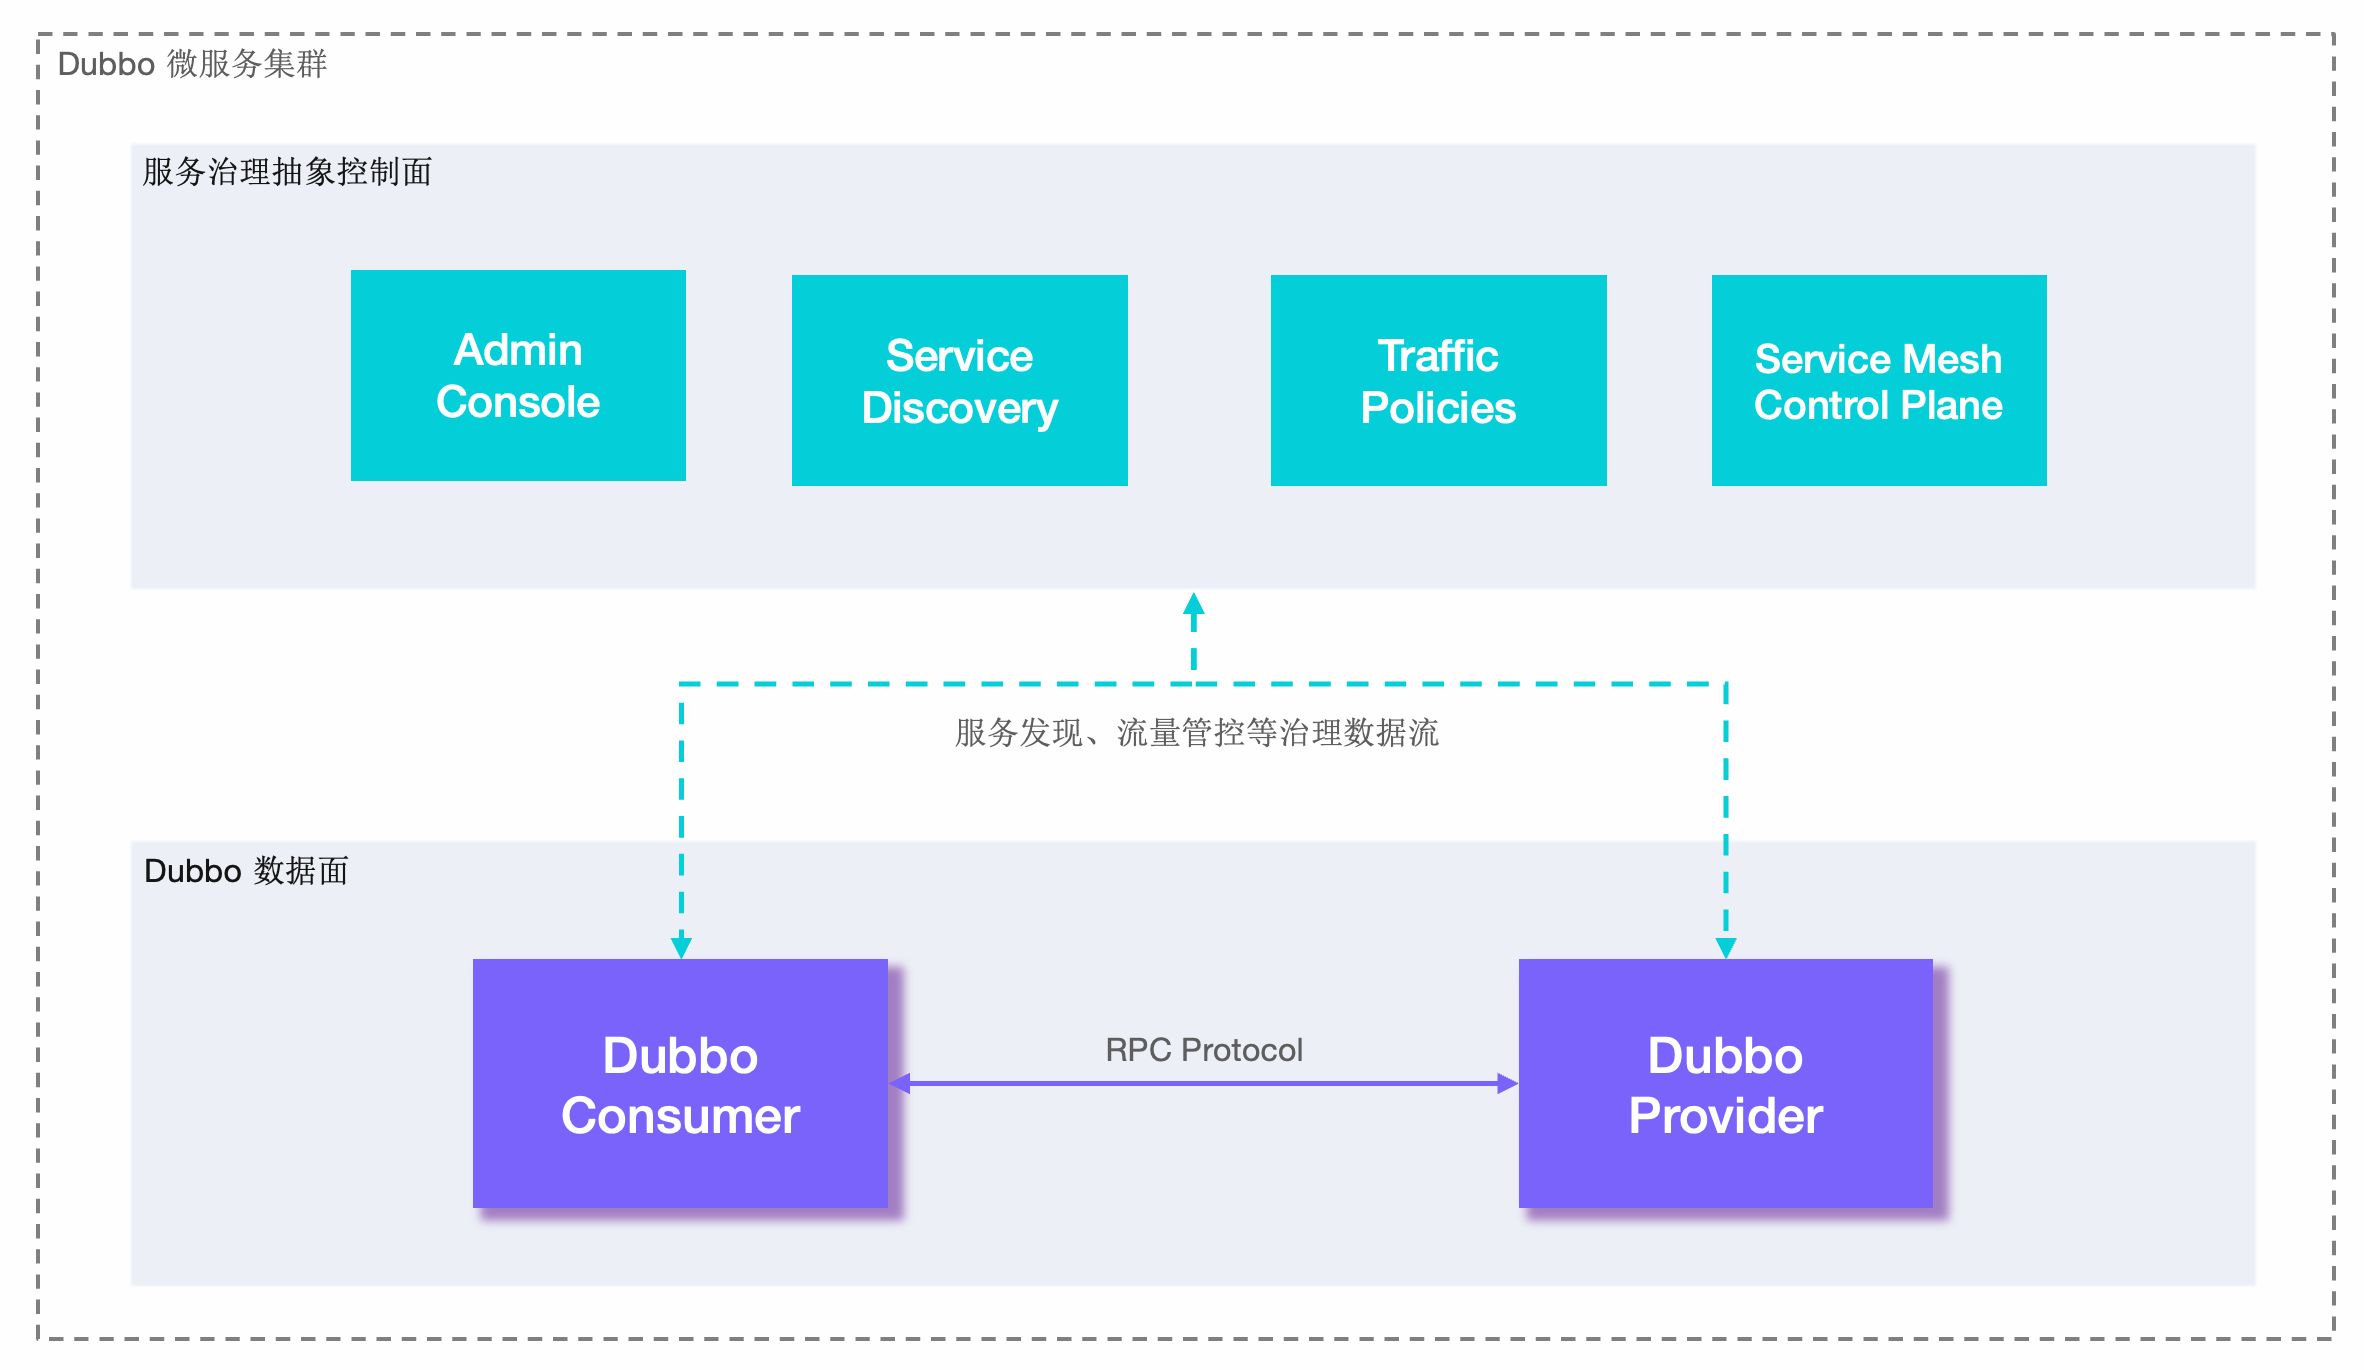 Dubbo 微服务集群
服务治理抽象控制面
Admin
Console
Service
Discovery
Traffic
Policies
Service Mesh
Control Plane
服务发现、流量管控等治理数据流
Dubbo 数据面
Dubbo
Consumer
RPC Protocol
Dubbo
Provider